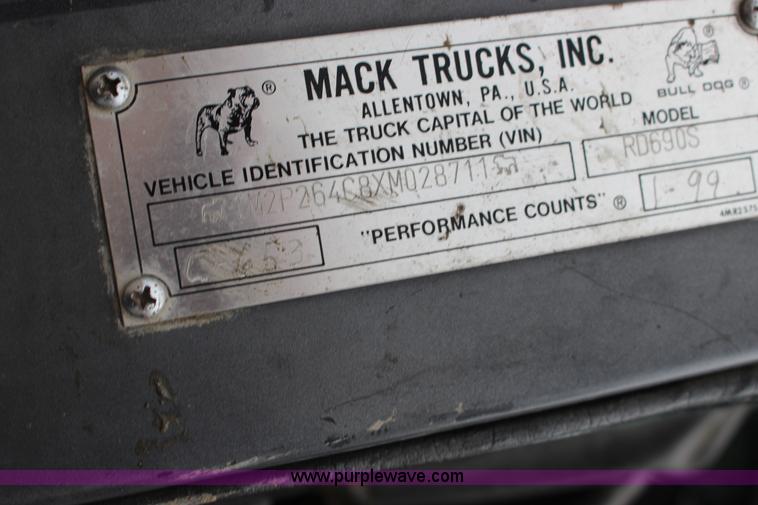 MACK TRUCKS, INC.
ALLENTOWN, PA., U.S.A.
THE TRUCK CAPITAL OF THE WORLD
®
®
BULL DOG ®
VEHICLE IDENTIFICATION NUMBER (VIN)
MODEL
RD690S
"PERFORMANCE COUNTS" ®
1-99
www.purplewave.com